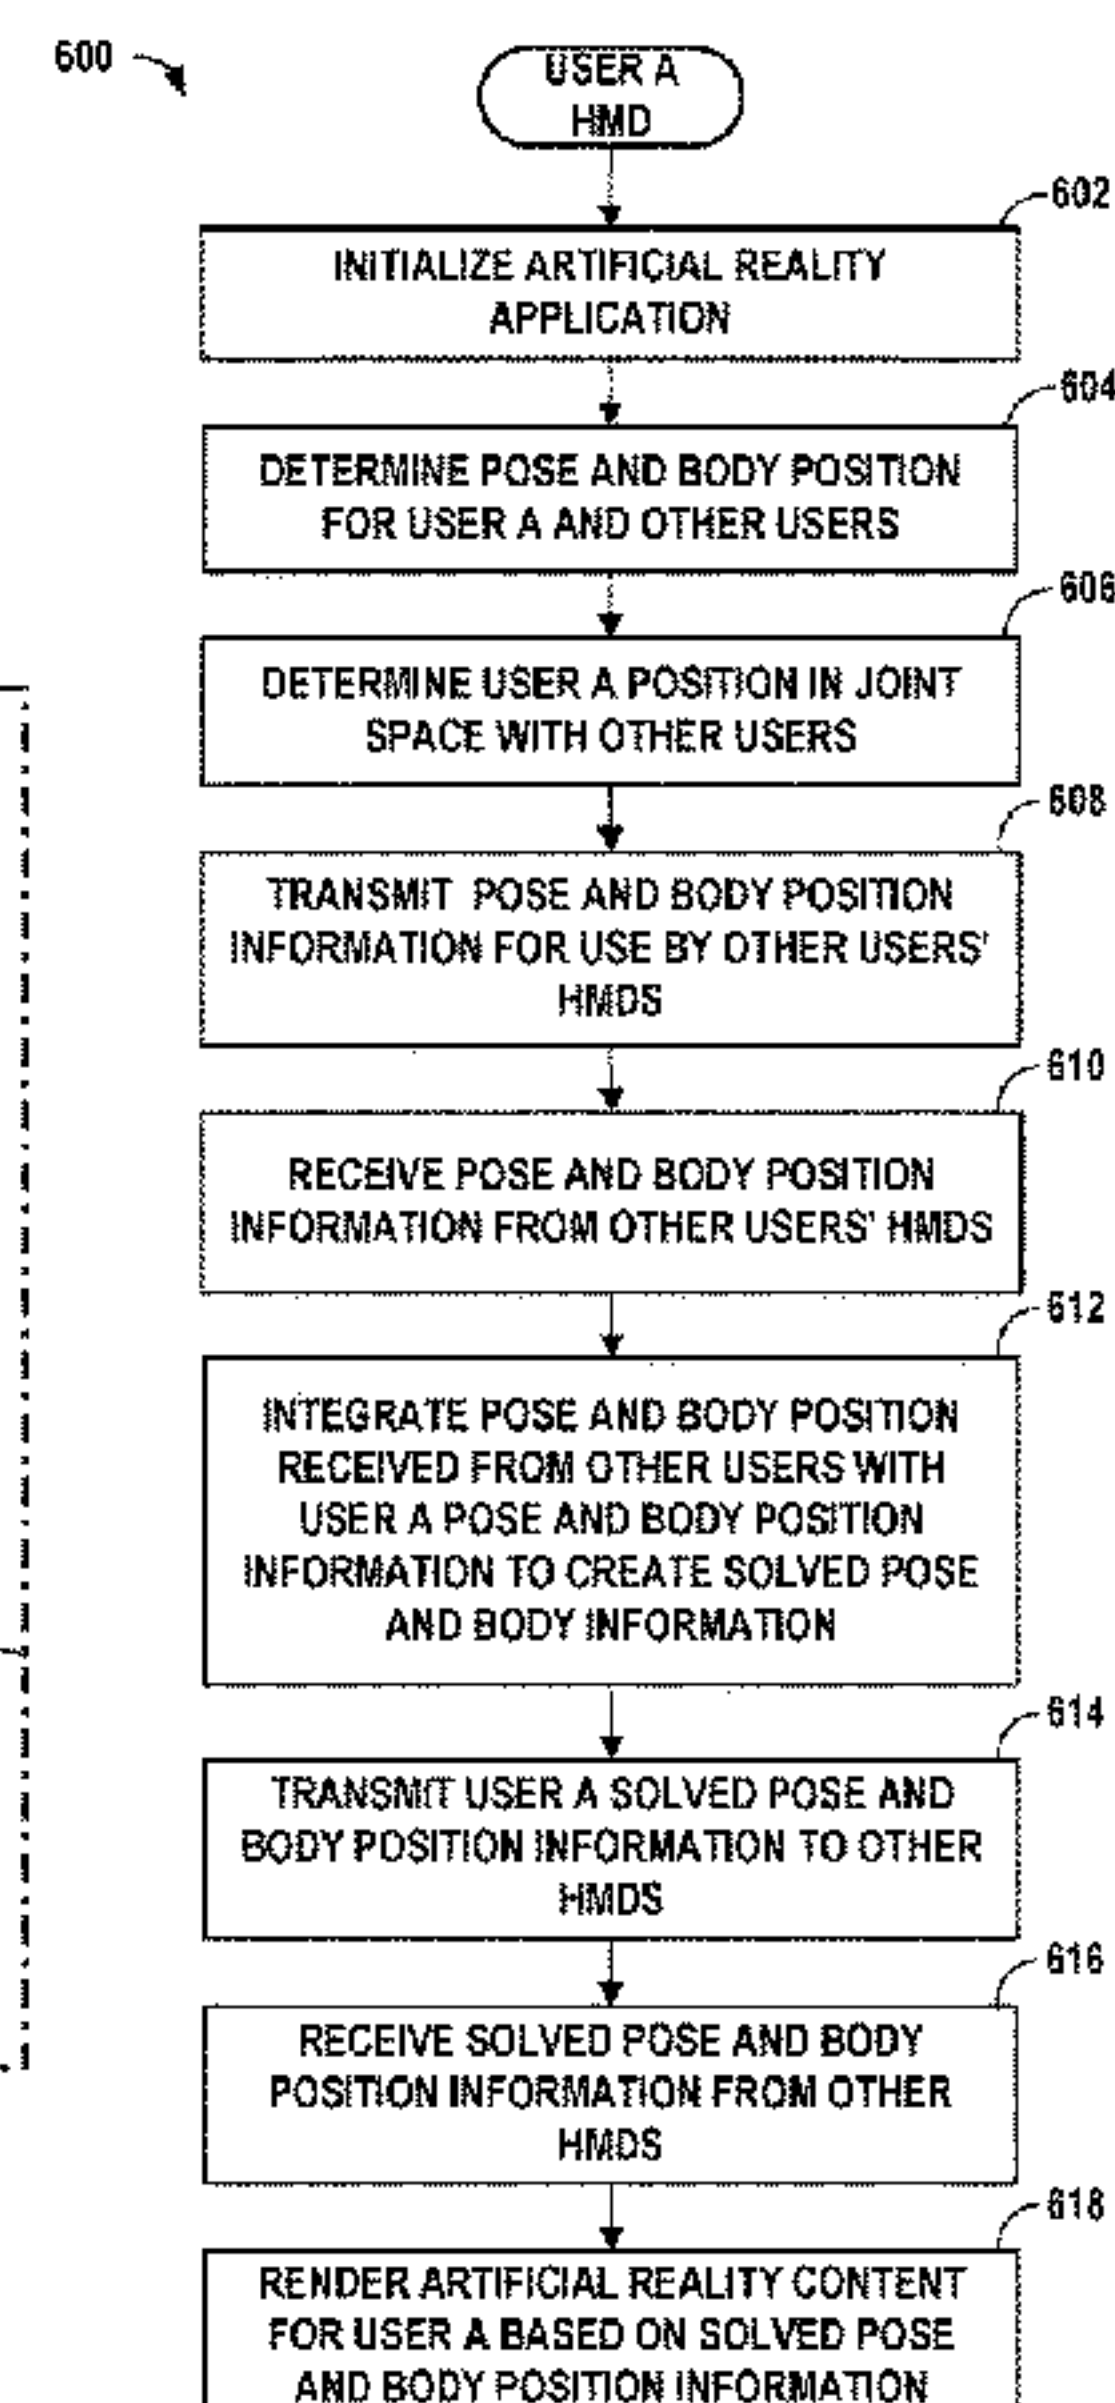 600
USER A
HMD
602
INITIALIZE ARTIFICIAL REALITY
APPLICATION
604
DETERMINE POSE AND BODY POSITION
FOR USER A AND OTHER USERS
606
DETERMINE USER A POSITION IN JOINT
SPACE WITH OTHER USERS
608
TRANSMIT POSE AND BODY POSITION
INFORMATION FOR USE BY OTHER USERS'
HMDS
610
RECEIVE POSE AND BODY POSITION
INFORMATION FROM OTHER USERS' HMDS
612
INTEGRATE POSE AND BODY POSITION
RECEIVED FROM OTHER USERS WITH
USER A POSE AND BODY POSITION
INFORMATION TO CREATE SOLVED POSE
AND BODY INFORMATION
614
TRANSMIT USER A SOLVED POSE AND
BODY POSITION INFORMATION TO OTHER
HMDS
616
RECEIVE SOLVED POSE AND BODY
POSITION INFORMATION FROM OTHER
HMDS
618
RENDER ARTIFICIAL REALITY CONTENT
FOR USER A BASED ON SOLVED POSE
AND BODY POSITION INFORMATION